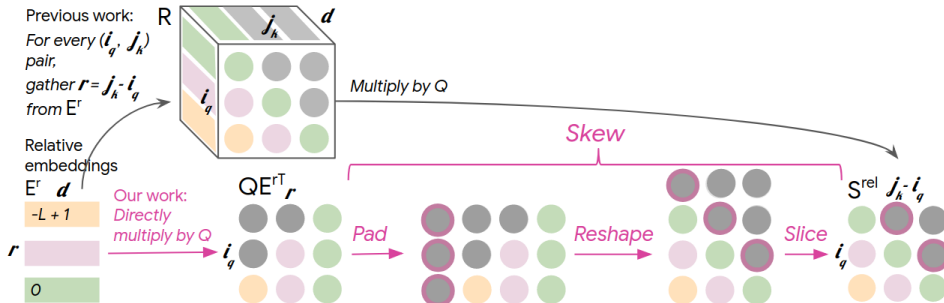 Previous work:
For every (i_q, j_k)
pair,
gather r = j_k - i_q
from E^r
R
j_k
d
i_q
Multiply by Q
Relative
embeddings
E^r d
-L + 1
r
0
Our work:
Directly
multiply by Q
QE^rT
r
i_q
Skew
Pad
Reshape
Slice
S^rel j_k - i_q
i_q